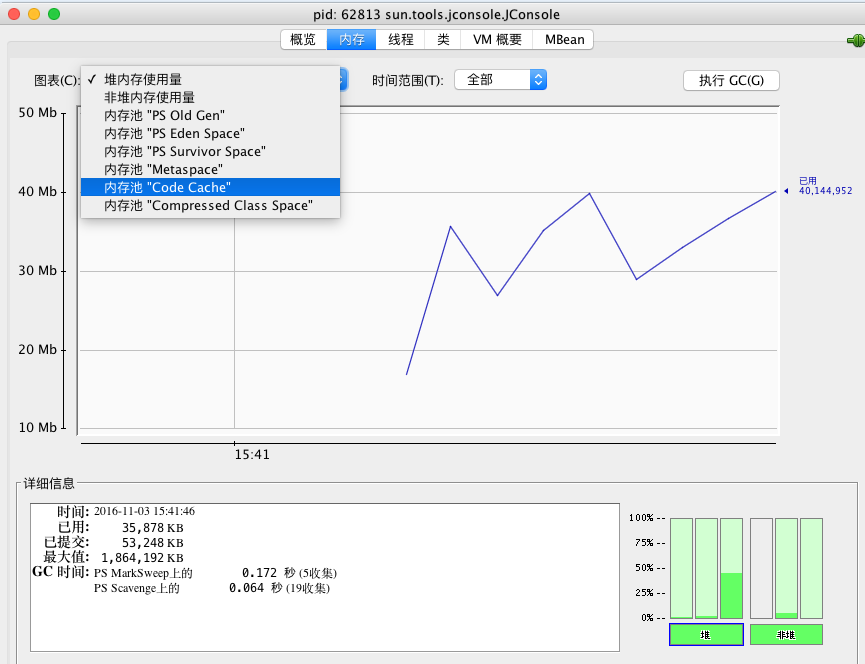 pid: 62813 sun.tools.jconsole.JConsole
概览 内存 线程 类 VM 概要 MBean
图表(C): ✓ 堆内存使用量 时间范围(T): 全部 执行 GC(G)
非堆内存使用量
内存池 "PS Old Gen"
内存池 "PS Eden Space"
内存池 "PS Survivor Space"
内存池 "Metaspace"
内存池 "Code Cache"
内存池 "Compressed Class Space"
50 Mb
40 Mb
30 Mb
20 Mb
10 Mb
已用
40,144,952
15:41
详细信息
时间: 2016-11-03 15:41:46
已用: 35,878 KB
已提交: 53,248 KB
最大值: 1,864,192 KB
GC 时间: PS MarkSweep上的 0.172 秒 (5收集)
PS Scavenge上的 0.064 秒 (19收集)
100% --
75% --
50% --
25% --
0% --
堆 非堆